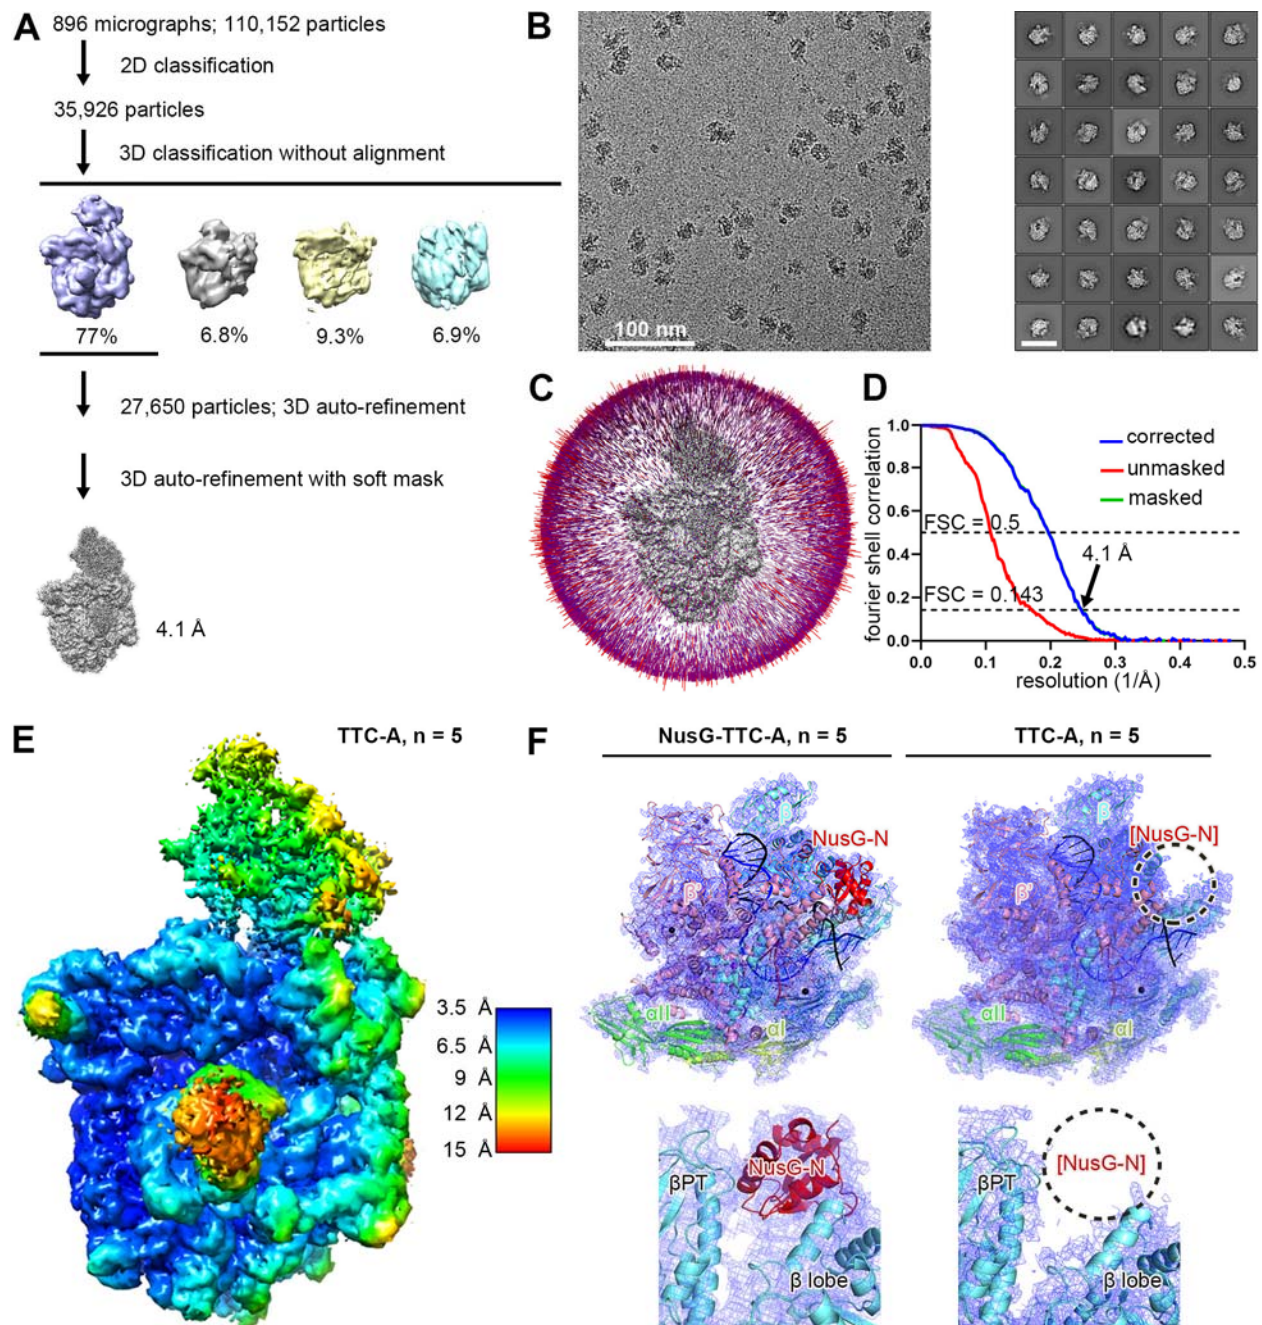 A
896 micrographs; 110,152 particles
2D classification
35,926 particles
3D classification without alignment
77%
6.8%
9.3%
6.9%
27,650 particles; 3D auto-refinement
3D auto-refinement with soft mask
4.1 Å
B
100 nm
C
D
fourier shell correlation
1.0
0.8
0.6
0.4
0.2
0.0
corrected
unmasked
masked
FSC = 0.5
4.1 Å
FSC = 0.143
0.0 0.1 0.2 0.3 0.4 0.5
resolution (1/Å)
E
TTC-A, n = 5
3.5 Å
6.5 Å
9 Å
12 Å
15 Å
F
NusG-TTC-A, n = 5
β
NusG-N
β'
αII
αI
TTC-A, n = 5
β
[NusG-N]
β'
αII
αI
βPT
NusG-N
β lobe
βPT
[NusG-N]
β lobe